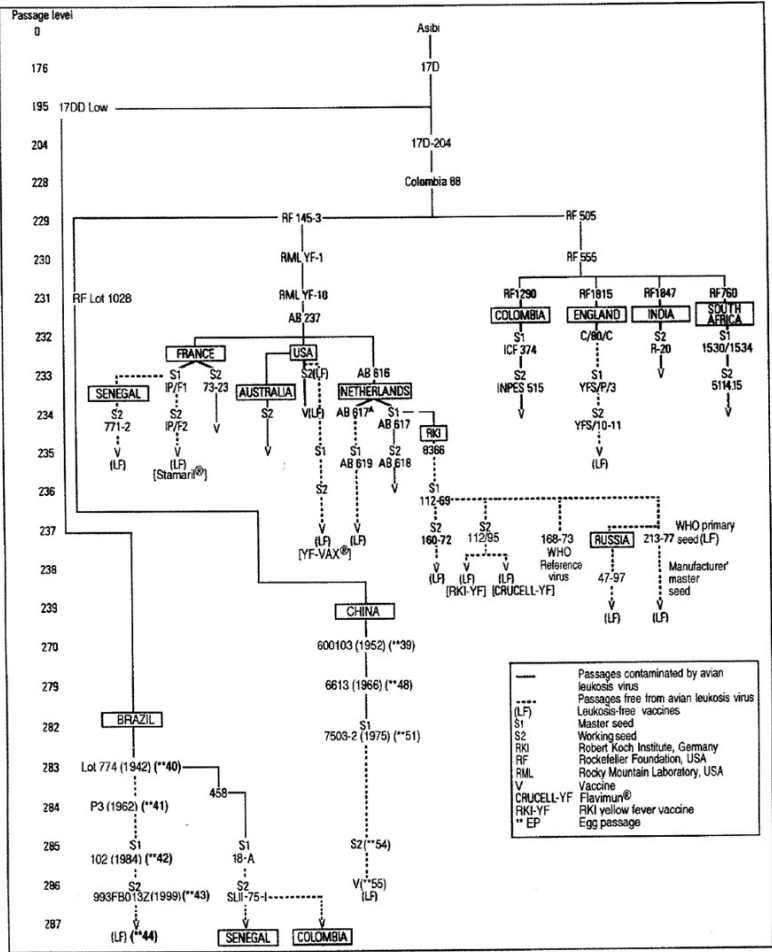 Passage level
0 Asibi
176 17D
195 17DD Low
204 17D-204
228 Colombia 88
229 RF 145-3 RF 505
230 RML YF-1 RF 555
RF Lot 1028
231 RML YF-10 RF1290 RF1815 RF1847 RF760
AB 237 COLOMBIA ENGLAND INDIA SOUTH AFRICA
232 S1 C/80/C S2 S1
FRANCE USA ICF 374 R-20 1530/1534
233 S1 S2 S2(LF) AB 616 S2 S1 V S2
SENEGAL IP/F1 73-23 AUSTRALIA NETHERLANDS INPES 515 YFS/P/3 5114.15
234 S2 S2 V S2 V(LF) AB 617A S1 V S2 V
771-2 IP/F2 AB 617 RKI YFS/10-11
235 V V V S1 S1 S2 8366 V
(LF) (LF) AB 619 AB 618 (LF)
[Stamaril®]
236 S2 V S1
112-69
237 V V S2 S2 168-73 RUSSIA 213-77 WHO primary
(LF) (LF) 160-72 112/95 WHO seed (LF)
[YF-VAX®] Reference
virus
238 V V V 47-97 Manufacturer'
(LF) (LF) (LF) master
[RKI-YF] [CRUCELL-YF] seed
V V
(LF) (LF)
239 CHINA
270 600103 (1952) (**39)
279 6613 (1966) (**48)
282 BRAZIL S1
7503-2 (1975) (**51)
283 Lot 774 (1942) (**40)
458
284 P3 (1962) (**41)
285 S1 S1 S2 (**54)
102 (1984) (**42) 18-A
286 S2 S2 V(**55)
993FB013Z(1999) (**43) SLII-75-I (LF)
287 V
(LF) (**44) SENEGAL COLOMBIA
Passages contaminated by avian
leukosis virus
Passages free from avian leukosis virus
(LF) Leukosis-free vaccines
S1 Master seed
S2 Working seed
RKI Robert Koch Institute, Germany
RF Rockefeller Foundation, USA
RML Rocky Mountain Laboratory, USA
V Vaccine
CRUCELL-YF Flavimun®
RKI-YF RKI yellow fever vaccine
** EP Egg passage